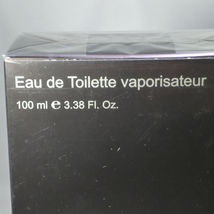 Eau de Toilette vaporisateur
100 ml ℮ 3.38 Fl. Oz.